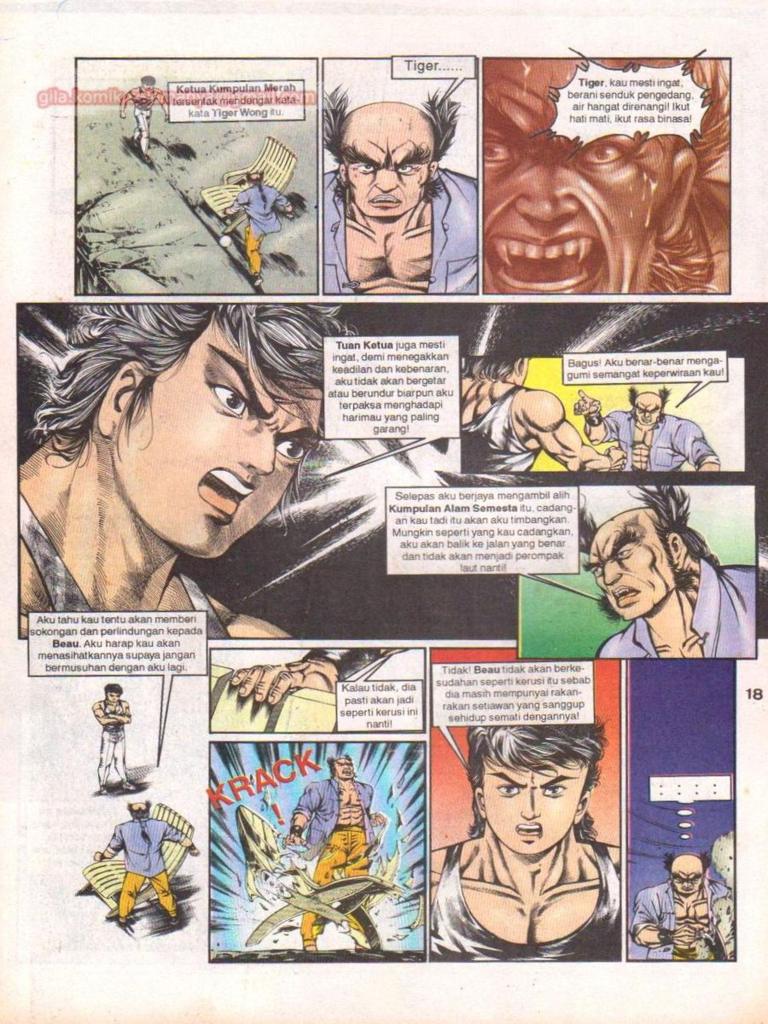 Ketua Kumpulan Merah
tersentak mendengar kata
kata Tiger Wong itu.
Tiger......
Tiger, kau mesti ingat,
berani senduk pengedang,
air hangat direnangi! Ikut
hati mati, ikut rasa binasa!
Tuan Ketua juga mesti
ingat, demi menegakkan
keadilan dan kebenaran,
aku tidak akan bergetar
atau berundur biarpun aku
terpaksa menghadapi
harimau yang paling
garang!
Bagus! Aku benar-benar menga-
gumi semangat keperwiraan kau!
Selepas aku berjaya mengambil alih
Kumpulan Alam Semesta itu, cadang-
an kau tadi itu akan aku timbangkan.
Mungkin seperti yang kau cadangkan,
aku akan balik ke jalan yang benar
dan tidak akan menjadi perompak
laut nanti!
Aku tahu kau tentu akan memberi
sokongan dan perlindungan kepada
Beau. Aku harap kau akan
menasihatkannya supaya jangan
bermusuhan dengan aku lagi.
Kalau tidak, dia
pasti akan jadi
seperti kerusi ini
nanti!
KRACK
!
Tidak! Beau tidak akan berke-
sudahan seperti kerusi itu sebab
dia masih mempunyai rakan-
rakan setiawan yang sanggup
sehidup semati dengannya!
. . . . .
18